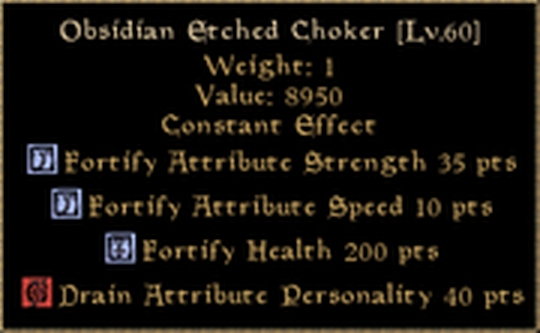 Obsidian Etched Choker [Lv.60]
Weight: 1
Value: 8950
Constant Effect
Fortify Attribute Strength 35 pts
Fortify Attribute Speed 10 pts
Fortify Health 200 pts
Drain Attribute Personality 40 pts